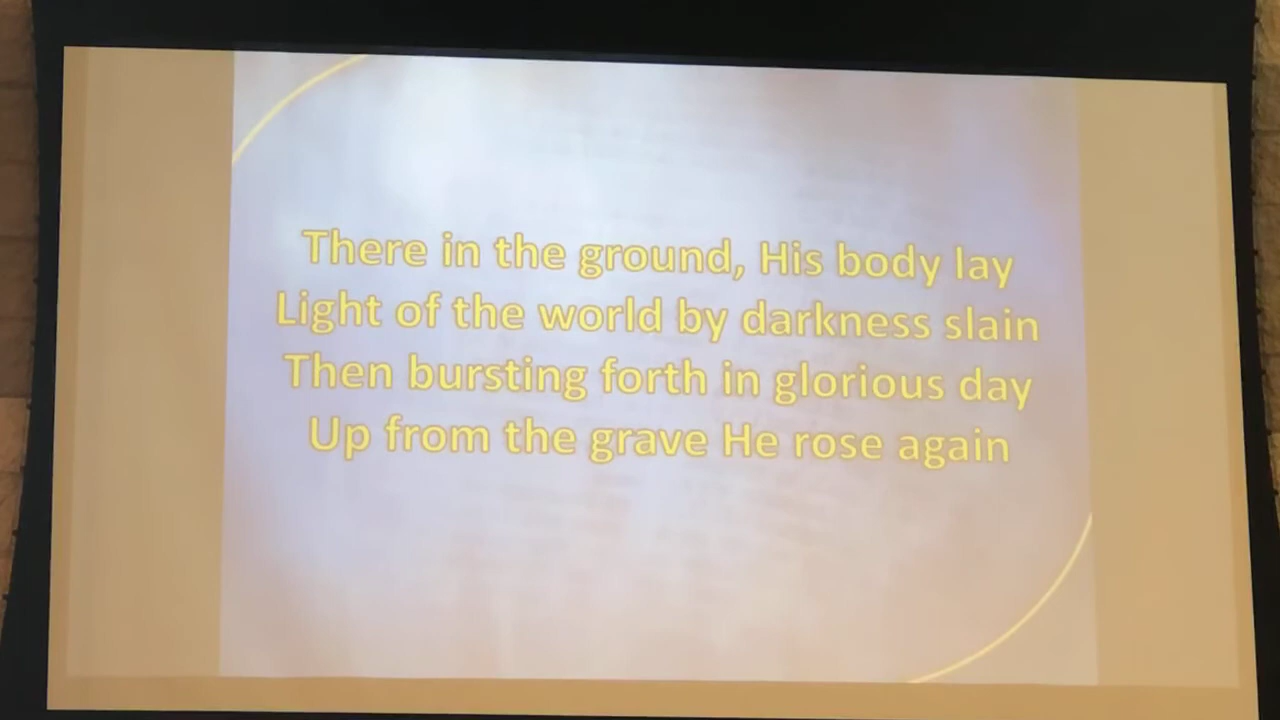 There in the ground, His body lay
Light of the world by darkness slain
Then bursting forth in glorious day
Up from the grave He rose again